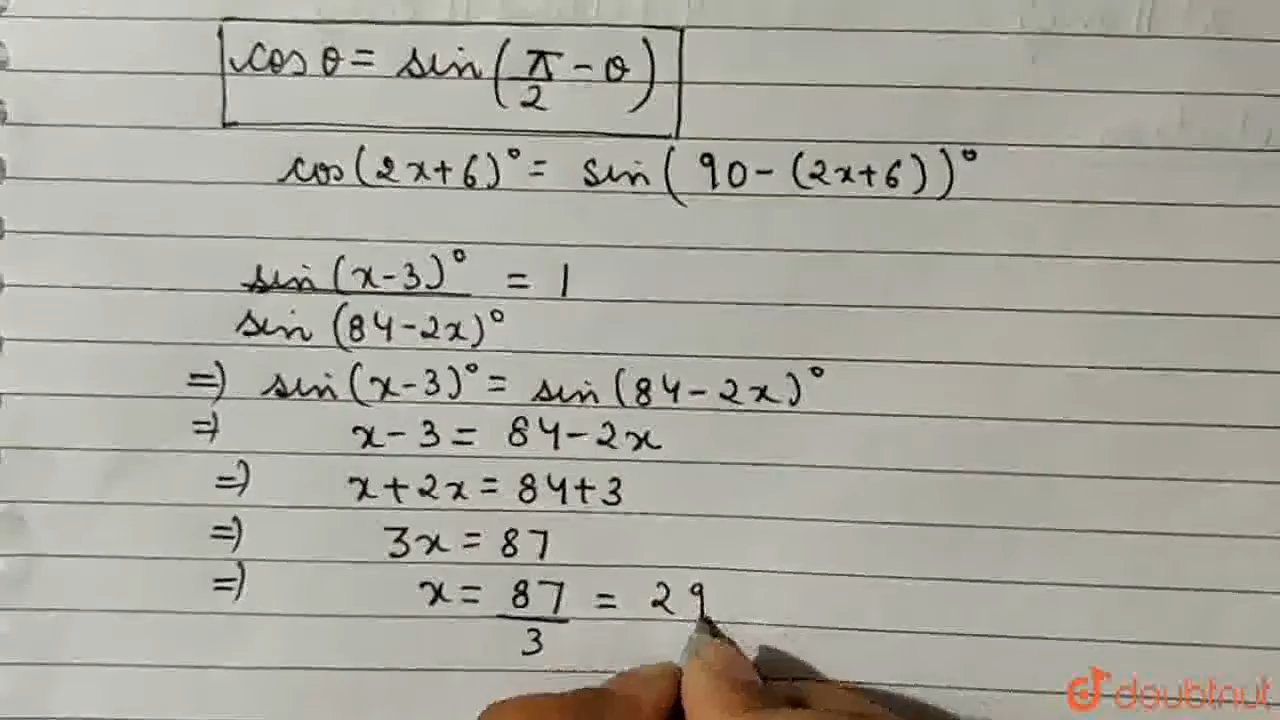 cos θ = sin(π/2 - θ)
cos(2x+6)° = sin(90-(2x+6))°
sin(x-3)° = 1
sin(84-2x)°
⇒ sin(x-3)° = sin(84-2x)°
⇒ x-3 = 84-2x
⇒ x+2x = 84+3
⇒ 3x = 87
⇒ x = 87/3 = 29
doubtnut